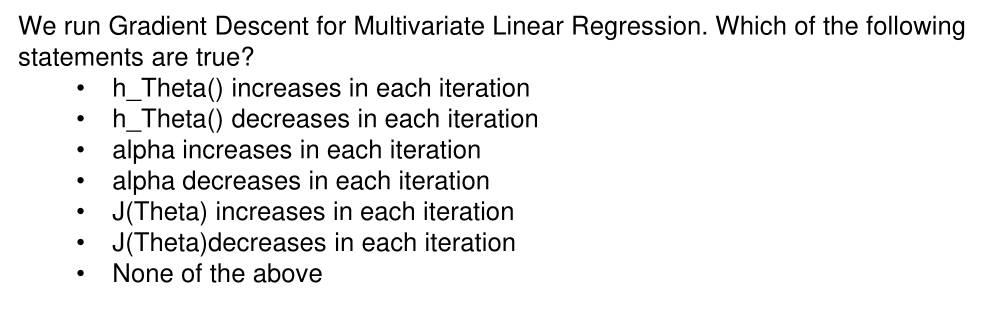 We run Gradient Descent for Multivariate Linear Regression. Which of the following
statements are true?
• h_Theta() increases in each iteration
• h_Theta() decreases in each iteration
• alpha increases in each iteration
• alpha decreases in each iteration
• J(Theta) increases in each iteration
• J(Theta)decreases in each iteration
• None of the above